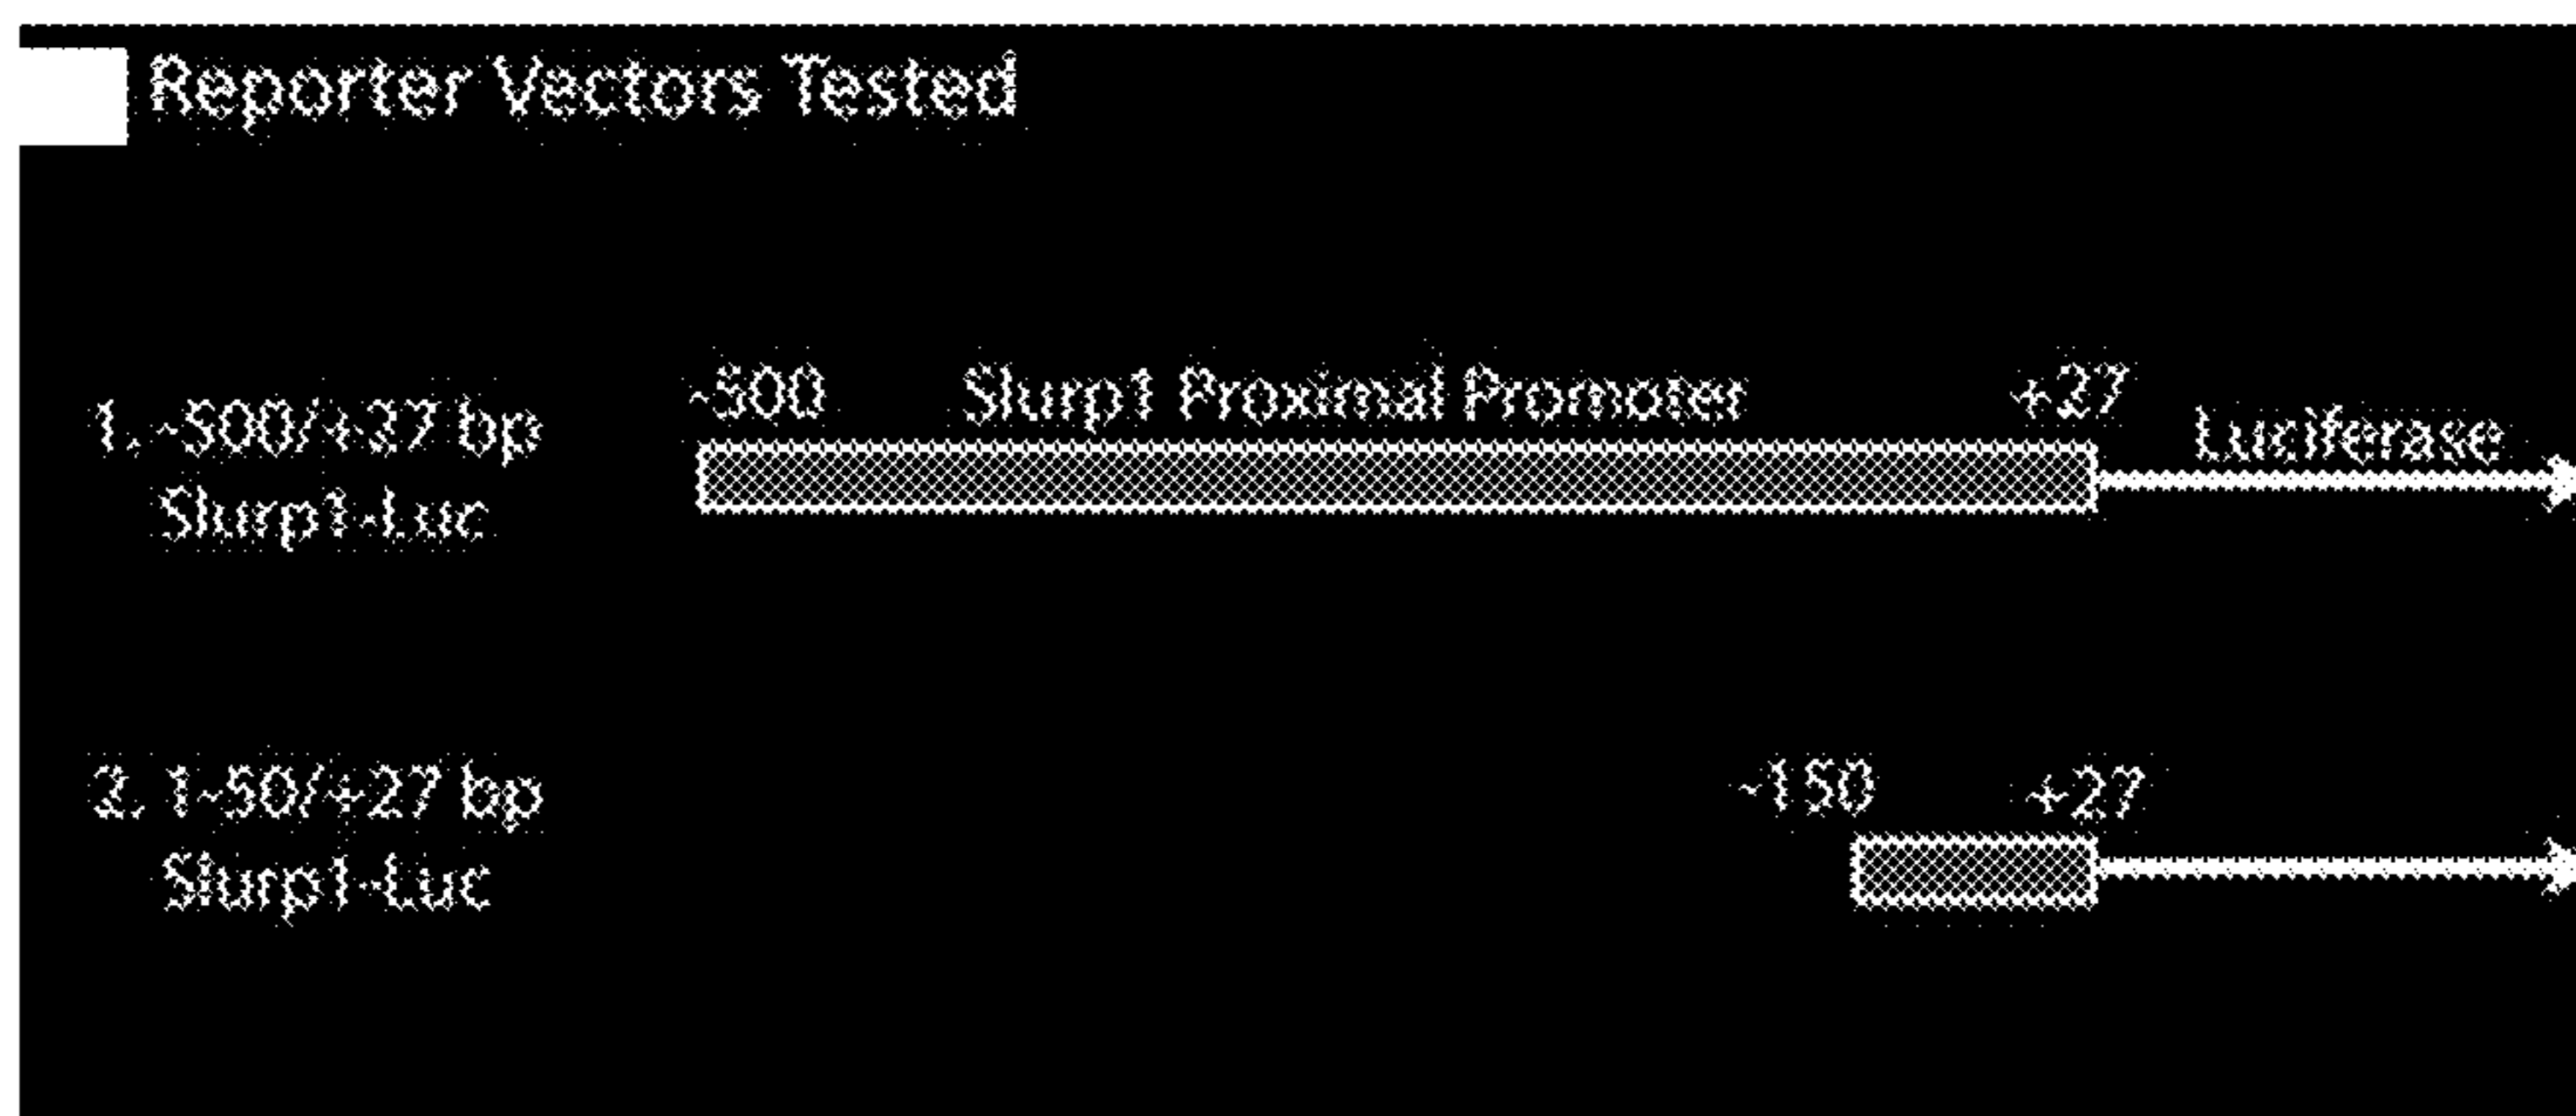 Reporter Vectors Tested
-500 Slurp1 Proximal Promoter +27
1. -500/+27 bp
Slurp1-Luc
Luciferase
-150 +27
2. 1-50/+27 bp
Slurp1-Luc